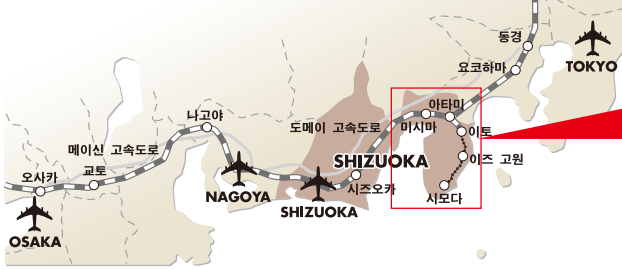 동경
요코하마
TOKYO
아타미
나고야
도메이 고속도로
미시마
이토
메이신 고속도로
SHIZUOKA
이즈 고원
오사카
교토
시즈오카
시모다
NAGOYA
SHIZUOKA
OSAKA